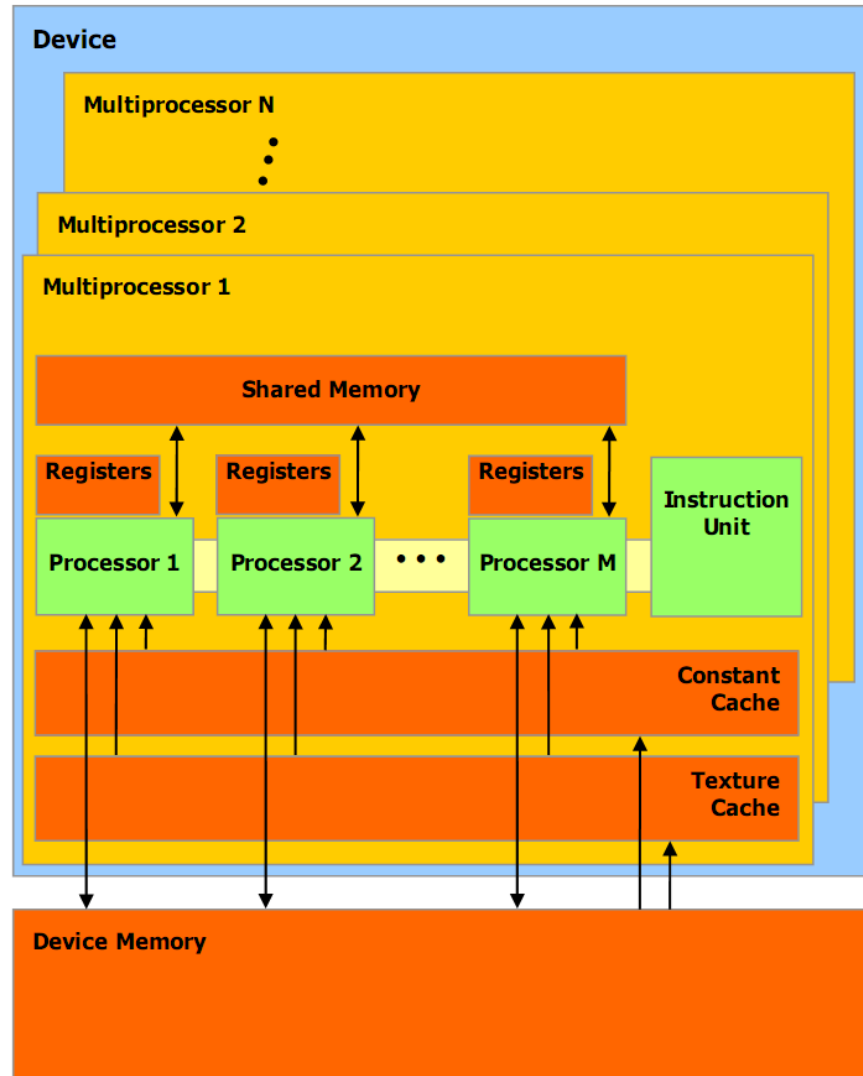 Device
Multiprocessor N
Multiprocessor 2
Multiprocessor 1
Shared Memory
Registers
Registers
Registers
Instruction
Unit
Processor 1
Processor 2
Processor M
Constant
Cache
Texture
Cache
Device Memory